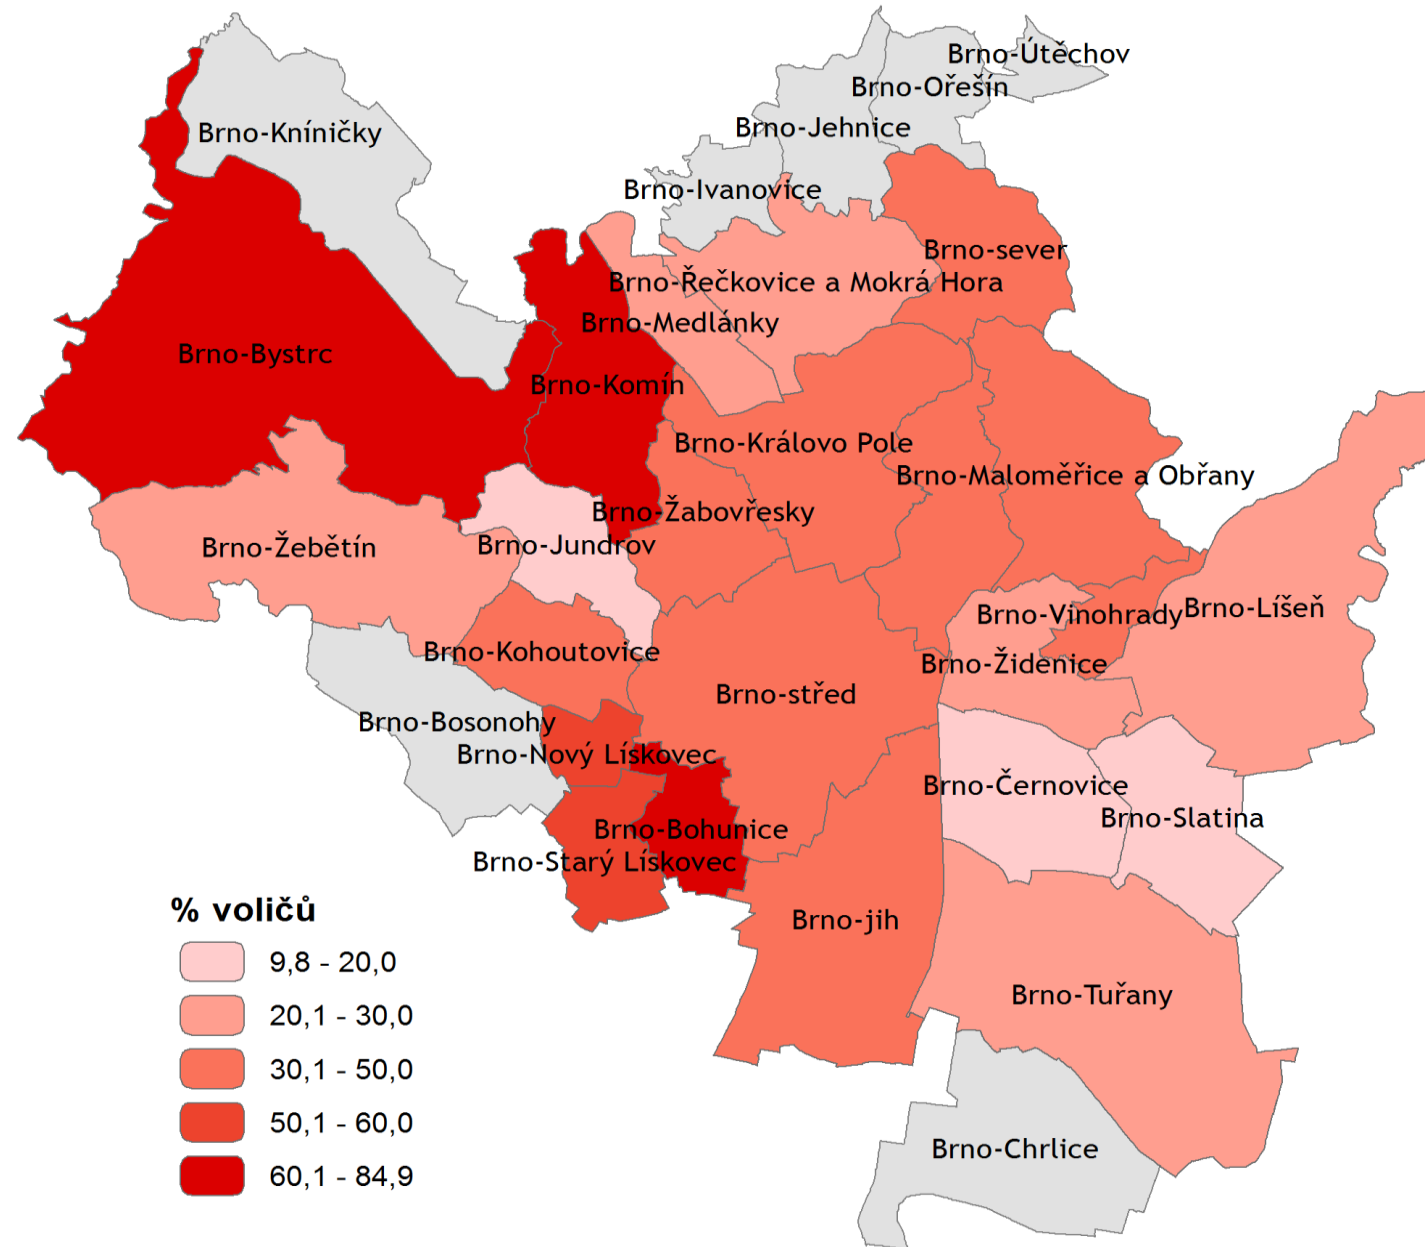 Brno-Útěchov
Brno-Ořešín
Brno-Jehnice
Brno-Kníničky
Brno-Ivanovice
Brno-sever
Brno-Řečkovice a Mokrá Hora
Brno-Medlánky
Brno-Bystrc
Brno-Komín
Brno-Královo Pole
Brno-Maloměřice a Obřany
Brno-Žabovřesky
Brno-Žebětín
Brno-Jundrov
Brno-Vinohrady
Brno-Líšeň
Brno-Kohoutovice
Brno-Židenice
Brno-střed
Brno-Bosonohy
Brno-Nový Lískovec
Brno-Černovice
Brno-Slatina
Brno-Bohunice
Brno-Starý Lískovec
Brno-jih
Brno-Tuřany
Brno-Chrlice
% voličů
9,8 - 20,0
20,1 - 30,0
30,1 - 50,0
50,1 - 60,0
60,1 - 84,9